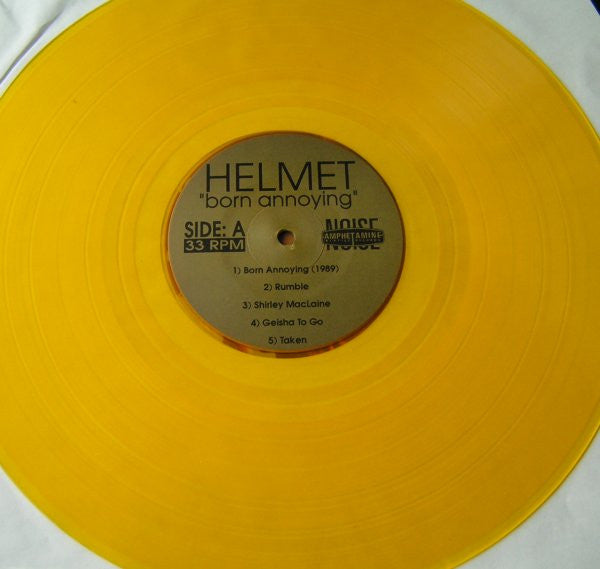 HELMET
"born annoying"
SIDE: A
33 RPM
NOISE
AMPHETAMINE
NOISE
1) Born Annoying (1989)
2) Rumble
3) Shirley MacLaine
4) Geisha To Go
5) Taken